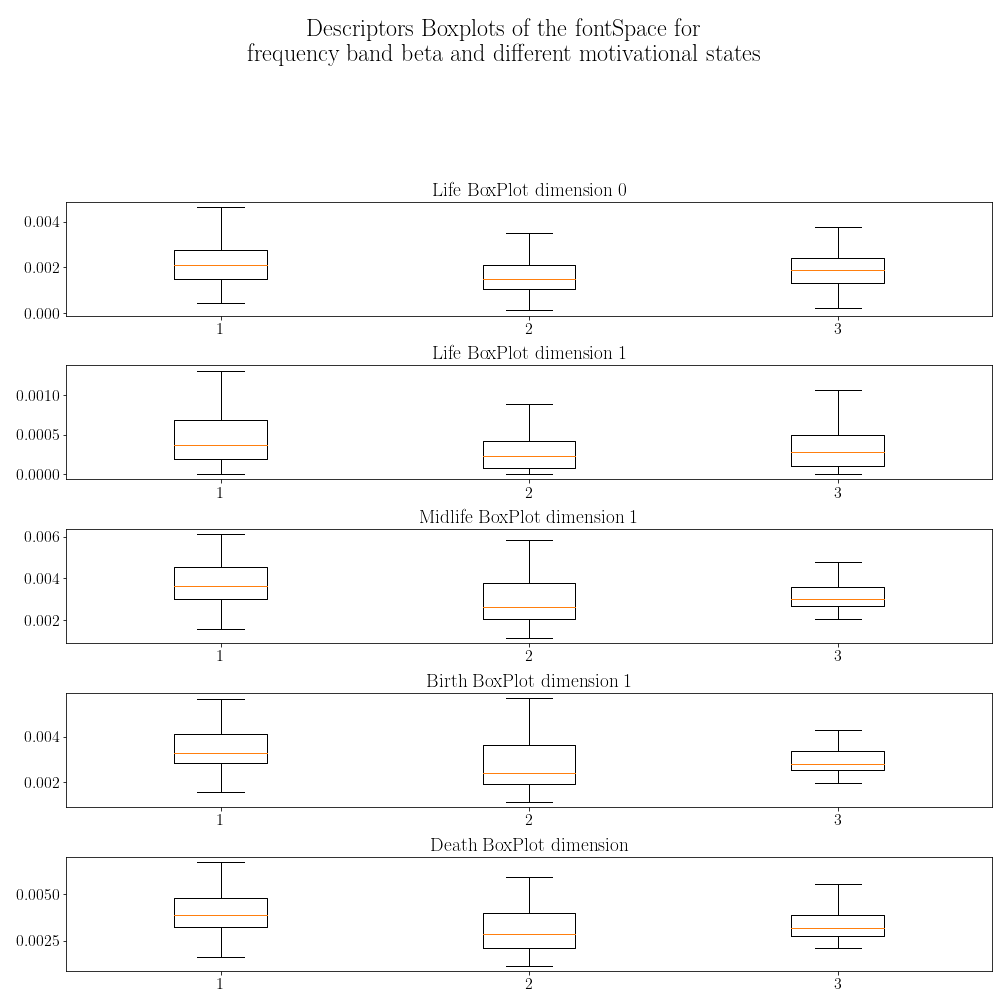 Descriptors Boxplots of the fontSpace for
frequency band beta and different motivational states
Life BoxPlot dimension 0
0.004
0.002
0.000
1 2 3
Life BoxPlot dimension 1
0.0010
0.0005
0.0000
1 2 3
Midlife BoxPlot dimension 1
0.006
0.004
0.002
1 2 3
Birth BoxPlot dimension 1
0.004
0.002
1 2 3
Death BoxPlot dimension
0.0050
0.0025
1 2 3